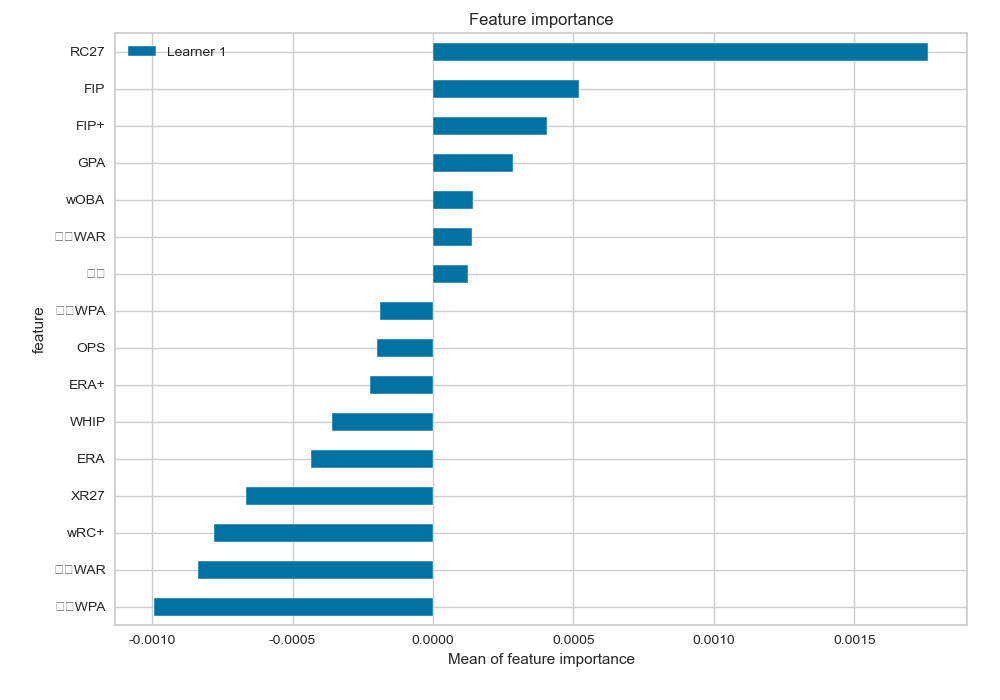 Feature importance
RC27
Learner 1
FIP
FIP+
GPA
wOBA
□□WAR
□□
□□WPA
OPS
ERA+
WHIP
ERA
XR27
wRC+
□□WAR
□□WPA
feature
-0.0010 -0.0005 0.0000 0.0005 0.0010 0.0015
Mean of feature importance